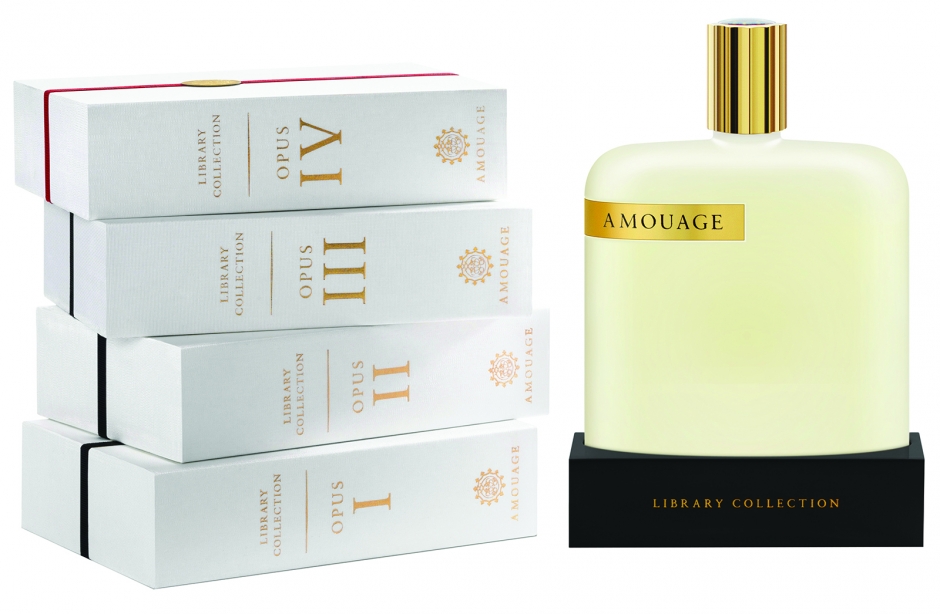 LIBRARY
COLLECTION
OPUS
IV
AMOUAGE
LIBRARY
COLLECTION
OPUS
III
AMOUAGE
LIBRARY
COLLECTION
OPUS
II
AMOUAGE
LIBRARY
COLLECTION
OPUS
I
AMOUAGE
AMOUAGE
LIBRARY COLLECTION